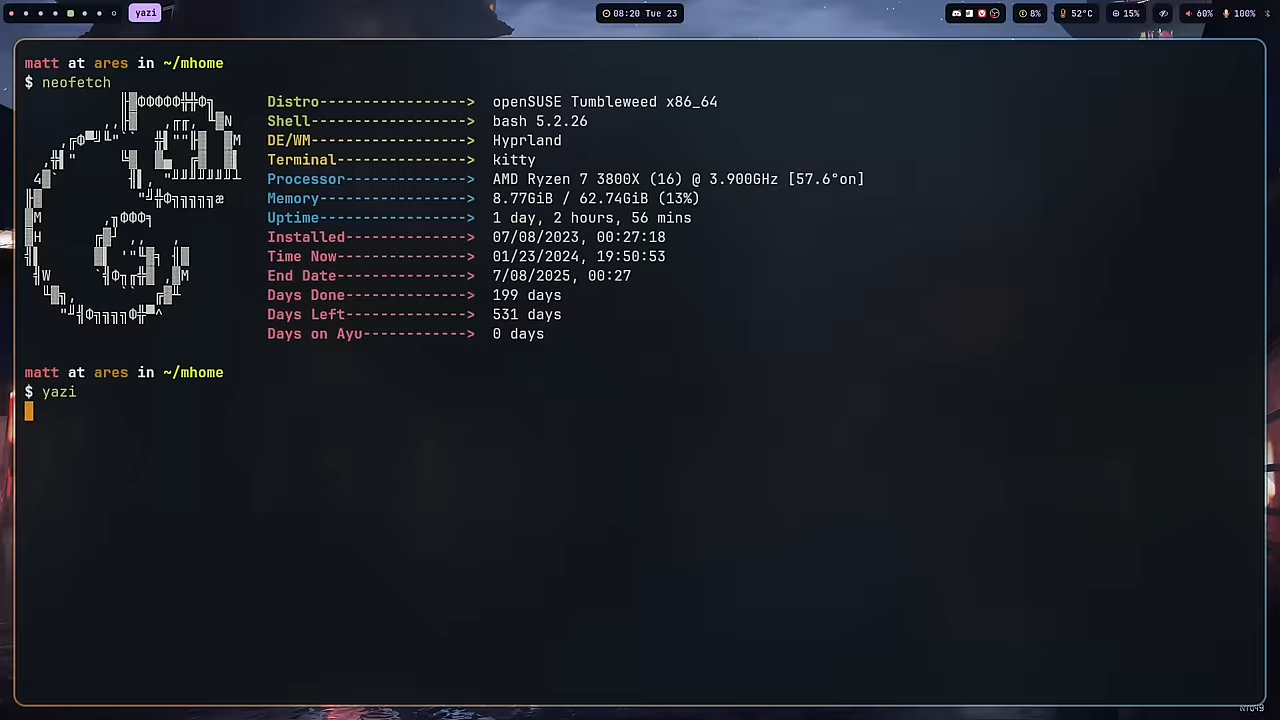 yazi
08:20 Tue 23
8%
52°C
15%
60%
100%
matt at ares in ~/mhome
$ neofetch
Distro-----------------> openSUSE Tumbleweed x86_64
Shell------------------> bash 5.2.26
DE/WM------------------> Hyprland
Terminal---------------> kitty
Processor--------------> AMD Ryzen 7 3800X (16) @ 3.900GHz [57.6°on]
Memory-----------------> 8.77GiB / 62.74GiB (13%)
Uptime-----------------> 1 day, 2 hours, 56 mins
Installed--------------> 07/08/2023, 00:27:18
Time Now---------------> 01/23/2024, 19:50:53
End Date---------------> 7/08/2025, 00:27
Days Done--------------> 199 days
Days Left--------------> 531 days
Days on Ayu------------> 0 days
matt at ares in ~/mhome
$ yazi